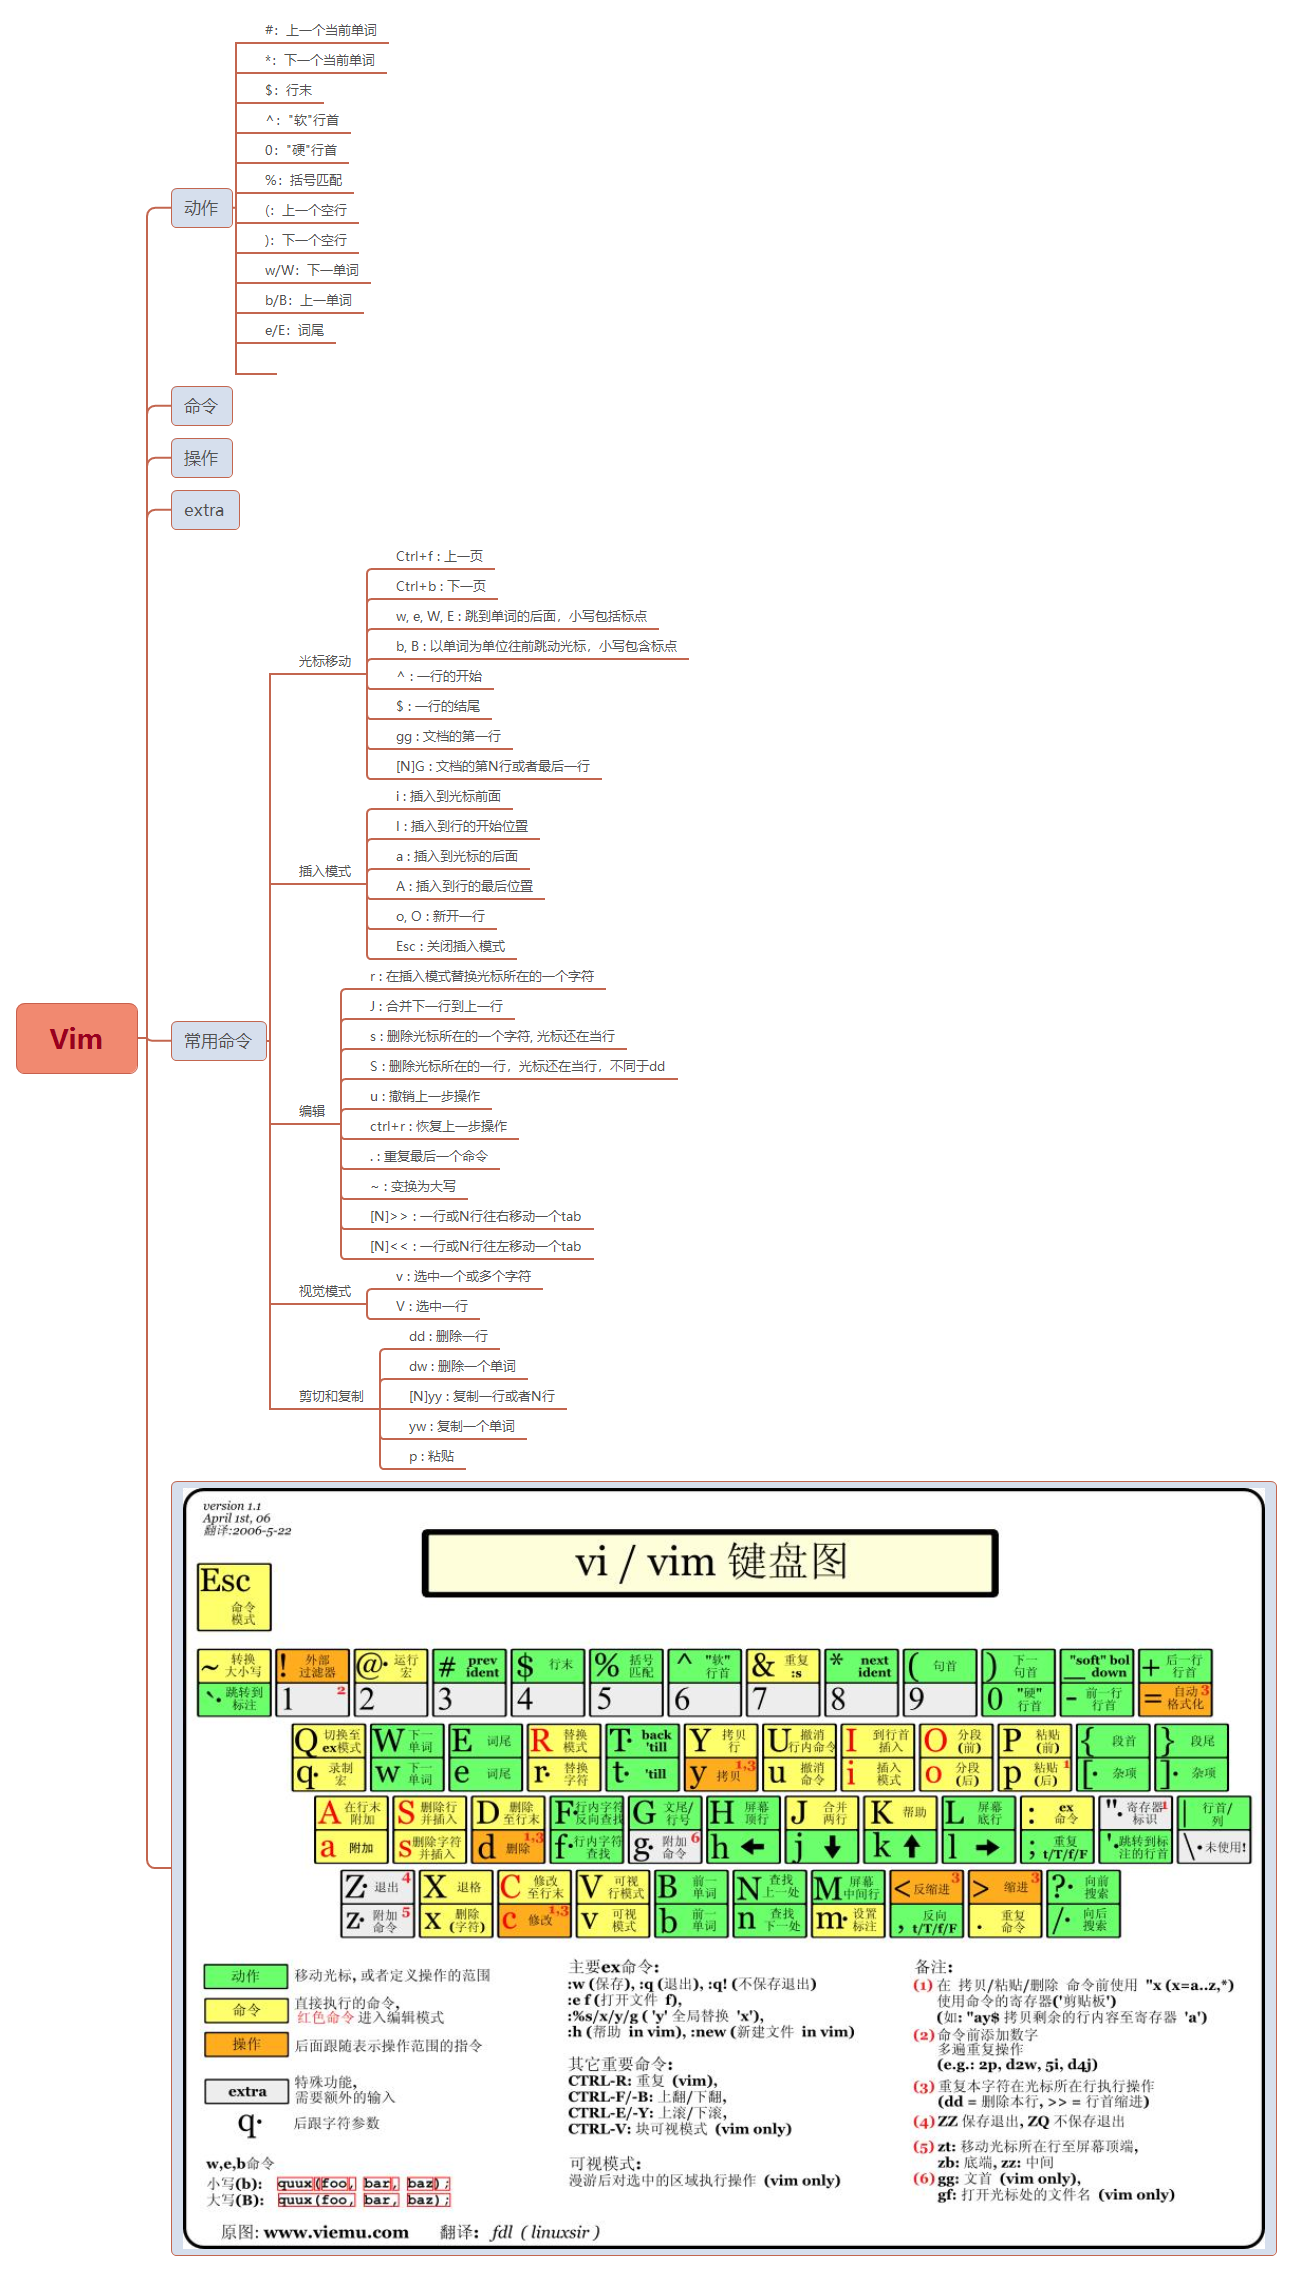 #：上一个当前单词
*：下一个当前单词
$：行末
^："软"行首
0："硬"行首
%：括号匹配
(：上一个空行
)：下一个空行
w/W：下一单词
b/B：上一单词
e/E：词尾
动作
命令
操作
extra
Ctrl+f : 上一页
Ctrl+b : 下一页
w, e, W, E : 跳到单词的后面，小写包括标点
b, B : 以单词为单位往前跳动光标，小写包含标点
^ : 一行的开始
$ : 一行的结尾
gg : 文档的第一行
[N]G : 文档的第N行或者最后一行
光标移动
i : 插入到光标前面
I : 插入到行的开始位置
a : 插入到光标的后面
A : 插入到行的最后位置
o, O : 新开一行
Esc : 关闭插入模式
插入模式
r : 在插入模式替换光标所在的一个字符
J : 合并下一行到上一行
s : 删除光标所在的一个字符, 光标还在当行
S : 删除光标所在的一行，光标还在当行，不同于dd
u : 撤销上一步操作
ctrl+r : 恢复上一步操作
. : 重复最后一个命令
~ : 变换为大写
[N]>> : 一行或N行往右移动一个tab
[N]<< : 一行或N行往左移动一个tab
编辑
v : 选中一个或多个字符
V : 选中一行
视觉模式
dd : 删除一行
dw : 删除一个单词
[N]yy : 复制一行或者N行
yw : 复制一个单词
p : 粘贴
剪切和复制
Vim
常用命令
version 1.1
April 1st, 06
翻译:2006-5-22
vi / vim 键盘图
Esc 命令模式
~ 转换大小写
! 外部过滤器
@· 运行宏
# prev ident
$ 行末
% 括号匹配
^ "软"行首
& 重复 :s
* next ident
( 句首
) 下一句首
_ "soft" bol down
+ 后一行行首
`· 跳转到标注
1 2
2
3
4
5
6
7
8
9
0 "硬"行首
- 前一行行首
= 自动格式化 3
Q 切换至ex模式
W 下一单词
E 词尾
R 替换模式
T· back 'till
Y 拷贝行
U 撤消行内命令
I 到行首插入
O 分段(前)
P 粘贴(前)
{ 段首
} 段尾
q· 录制宏
w 下一单词
e 词尾
r· 替换字符
t· 'till
y 拷贝 1,3
u 撤消命令
i 插入模式
o 分段(后)
p 粘贴(后) 1
[· 杂项
]· 杂项
A 在行末附加
S 删除行并插入
D 删除至行末
F· 行内字符反向查找
G 文尾/行号
H 屏幕顶行
J 合并两行
K 帮助
L 屏幕底行
: ex命令
"· 寄存器标识 1
| 行首/列
a 附加
s 删除字符并插入
d 删除 1,3
f· 行内字符查找
g· 附加命令 6
h ←
j ↓
k ↑
l →
; 重复 t/T/f/F
'· 跳转到标注的行首
\· 未使用!
Z· 退出 4
X 退格
C 修改至行末
V 可视行模式
B 前一单词
N 查找上一处
M 屏幕中间行
< 反缩进 3
> 缩进 3
?· 向前搜索
z· 附加命令 5
x 删除(字符)
c 修改 1,3
v 可视模式
b 前一单词
n 查找下一处
m· 设置标注
, 反向 t/T/f/F
. 重复命令
/· 向后搜索
动作 移动光标, 或者定义操作的范围
命令 直接执行的命令,
红色命令 进入编辑模式
操作 后面跟随表示操作范围的指令
extra 特殊功能,
需要额外的输入
q· 后跟字符参数
w,e,b命令
小写(b): quux(foo, bar, baz);
大写(B): quux(foo, bar, baz);
原图: www.viemu.com 翻译: fdl ( linuxsir )
主要ex命令:
:w (保存), :q (退出), :q! (不保存退出)
:e f (打开文件 f),
:%s/x/y/g ( 'y' 全局替换 'x'),
:h (帮助 in vim), :new (新建文件 in vim)
其它重要命令:
CTRL-R: 重复 (vim),
CTRL-F/-B: 上翻/下翻,
CTRL-E/-Y: 上滚/下滚,
CTRL-V: 块可视模式 (vim only)
可视模式:
漫游后对选中的区域执行操作 (vim only)
备注:
(1) 在 拷贝/粘贴/删除 命令前使用 "x (x=a..z,*)
使用命令的寄存器('剪贴板')
(如: "ay$ 拷贝剩余的行内容至寄存器 'a')
(2) 命令前添加数字
多遍重复操作
(e.g.: 2p, d2w, 5i, d4j)
(3) 重复本字符在光标所在行执行操作
(dd = 删除本行, >> = 行首缩进)
(4) ZZ 保存退出, ZQ 不保存退出
(5) zt: 移动光标所在行至屏幕顶端,
zb: 底端, zz: 中间
(6) gg: 文首 (vim only),
gf: 打开光标处的文件名 (vim only)